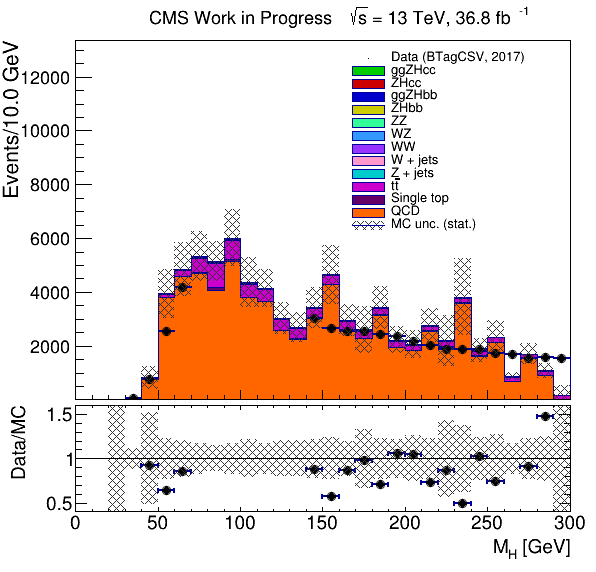 CMS Work in Progress √s = 13 TeV, 36.8 fb -1
Events/10.0 GeV
12000
10000
8000
6000
4000
2000
Data (BTagCSV, 2017)
ggZHcc
ZHcc
ggZHbb
ZHbb
ZZ
WZ
WW
W + jets
Z + jets
tt̅
Single top
QCD
MC unc. (stat.)
Data/MC
1.5
1
0.5
0 50 100 150 200 250 300
M_H [GeV]